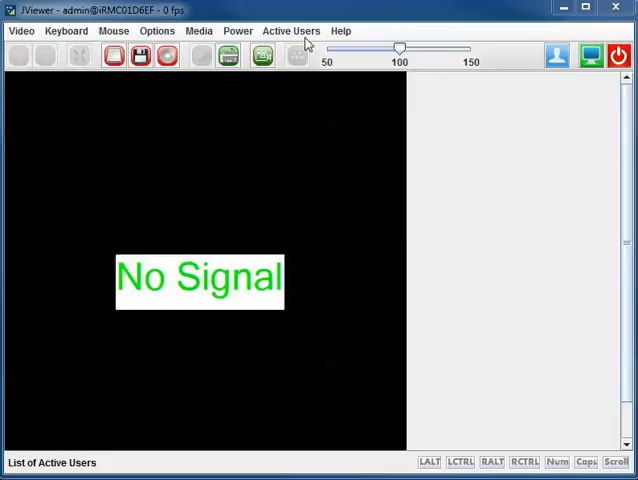 JViewer - admin@iRMC01D6EF - 0 fps
Video Keyboard Mouse Options Media Power Active Users Help
50 100 150
No Signal
List of Active Users LALT LCTRL RALT RCTRL Num Caps Scroll